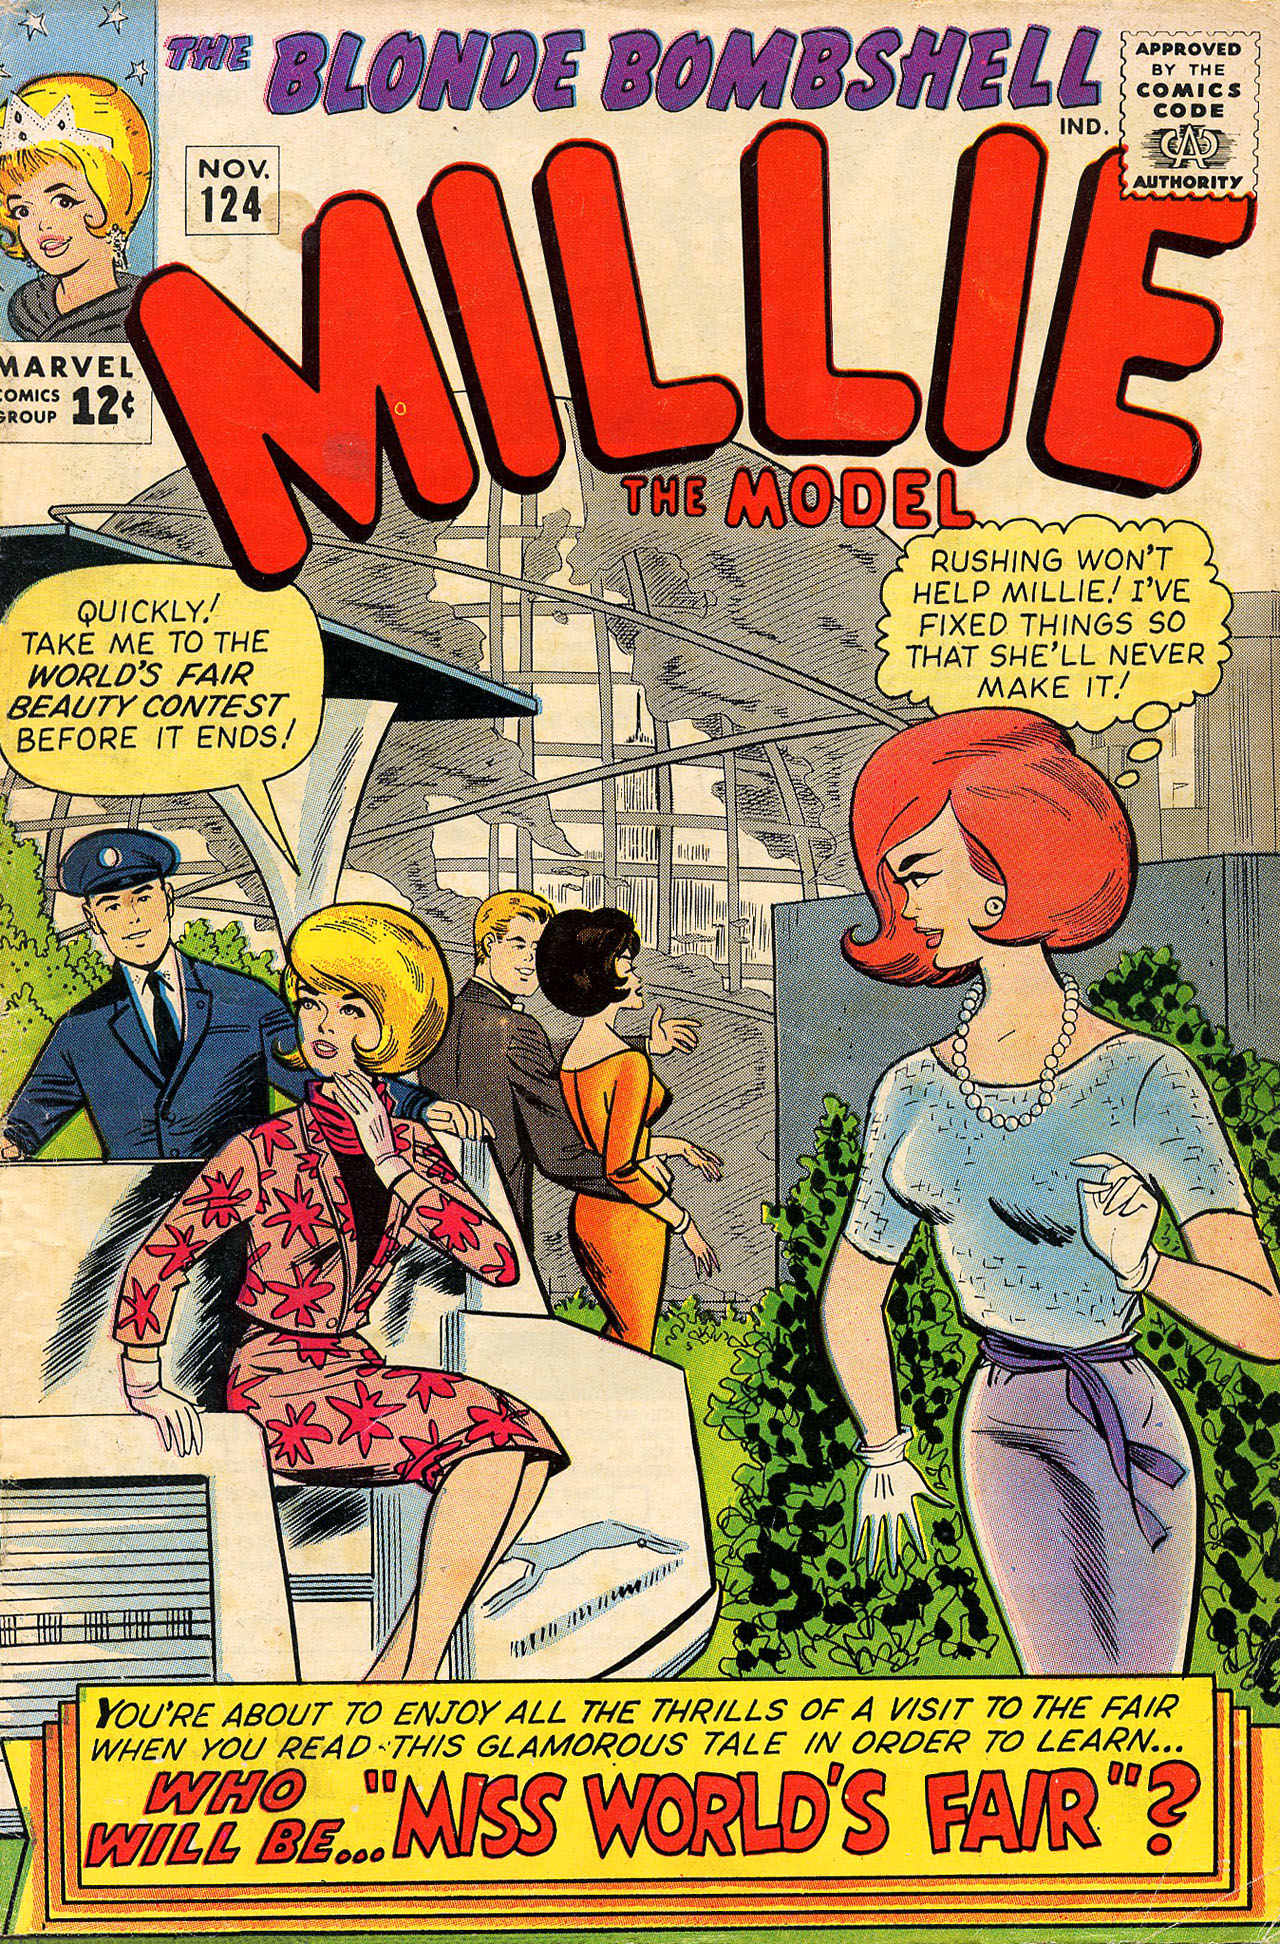 THE BLONDE BOMBSHELL
IND.
APPROVED
BY THE
COMICS
CODE
CA
AUTHORITY
NOV.
124
MARVEL
COMICS
GROUP
12¢
MILLIE
THE MODEL
QUICKLY!
TAKE ME TO THE
WORLD'S FAIR
BEAUTY CONTEST
BEFORE IT ENDS!
RUSHING WON'T
HELP MILLIE! I'VE
FIXED THINGS SO
THAT SHE'LL NEVER
MAKE IT!
YOU'RE ABOUT TO ENJOY ALL THE THRILLS OF A VISIT TO THE FAIR
WHEN YOU READ THIS GLAMOROUS TALE IN ORDER TO LEARN...
WHO
WILL BE... "MISS WORLD'S FAIR"?